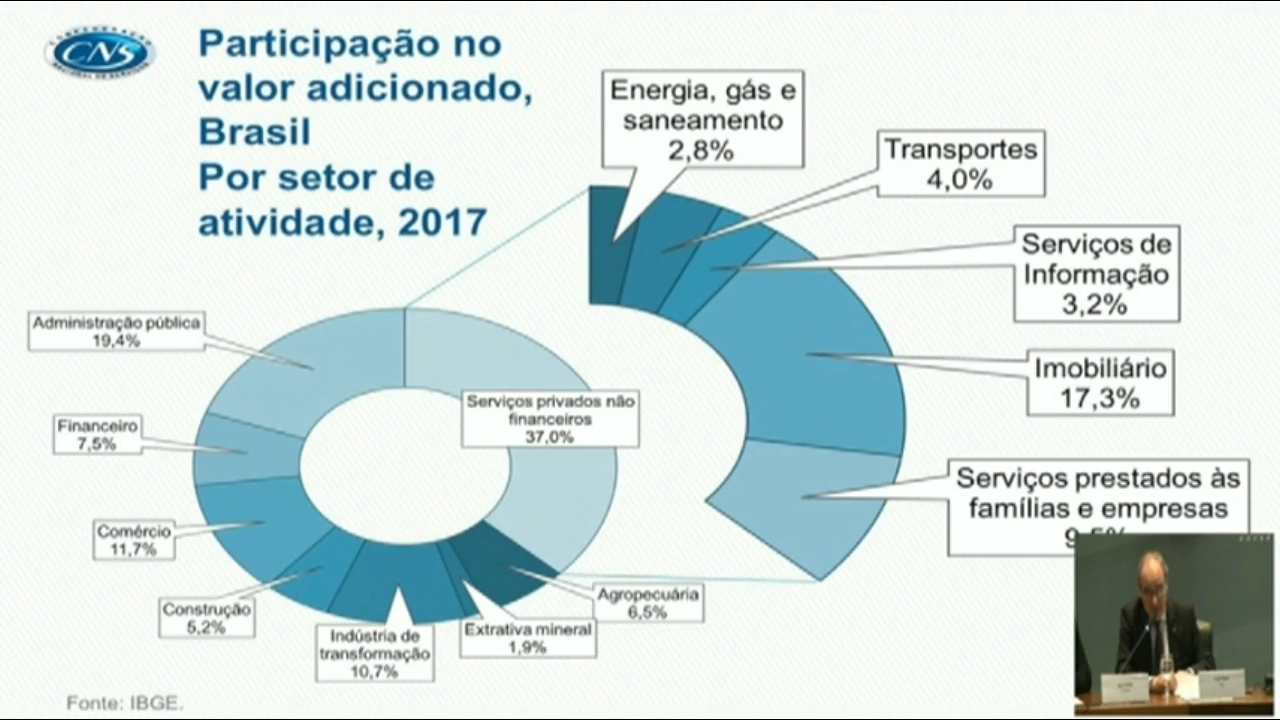 CNS
Participação no
valor adicionado,
Brasil
Por setor de
atividade, 2017
Energia, gás e
saneamento
2,8%
Transportes
4,0%
Serviços de
Informação
3,2%
Imobiliário
17,3%
Serviços prestados às
famílias e empresas
Administração pública
19,4%
Serviços privados não
financeiros
37,0%
Financeiro
7,5%
Comércio
11,7%
Construção
5,2%
Indústria de
transformação
10,7%
Extrativa mineral
1,9%
Agropecuária
6,5%
Fonte: IBGE.